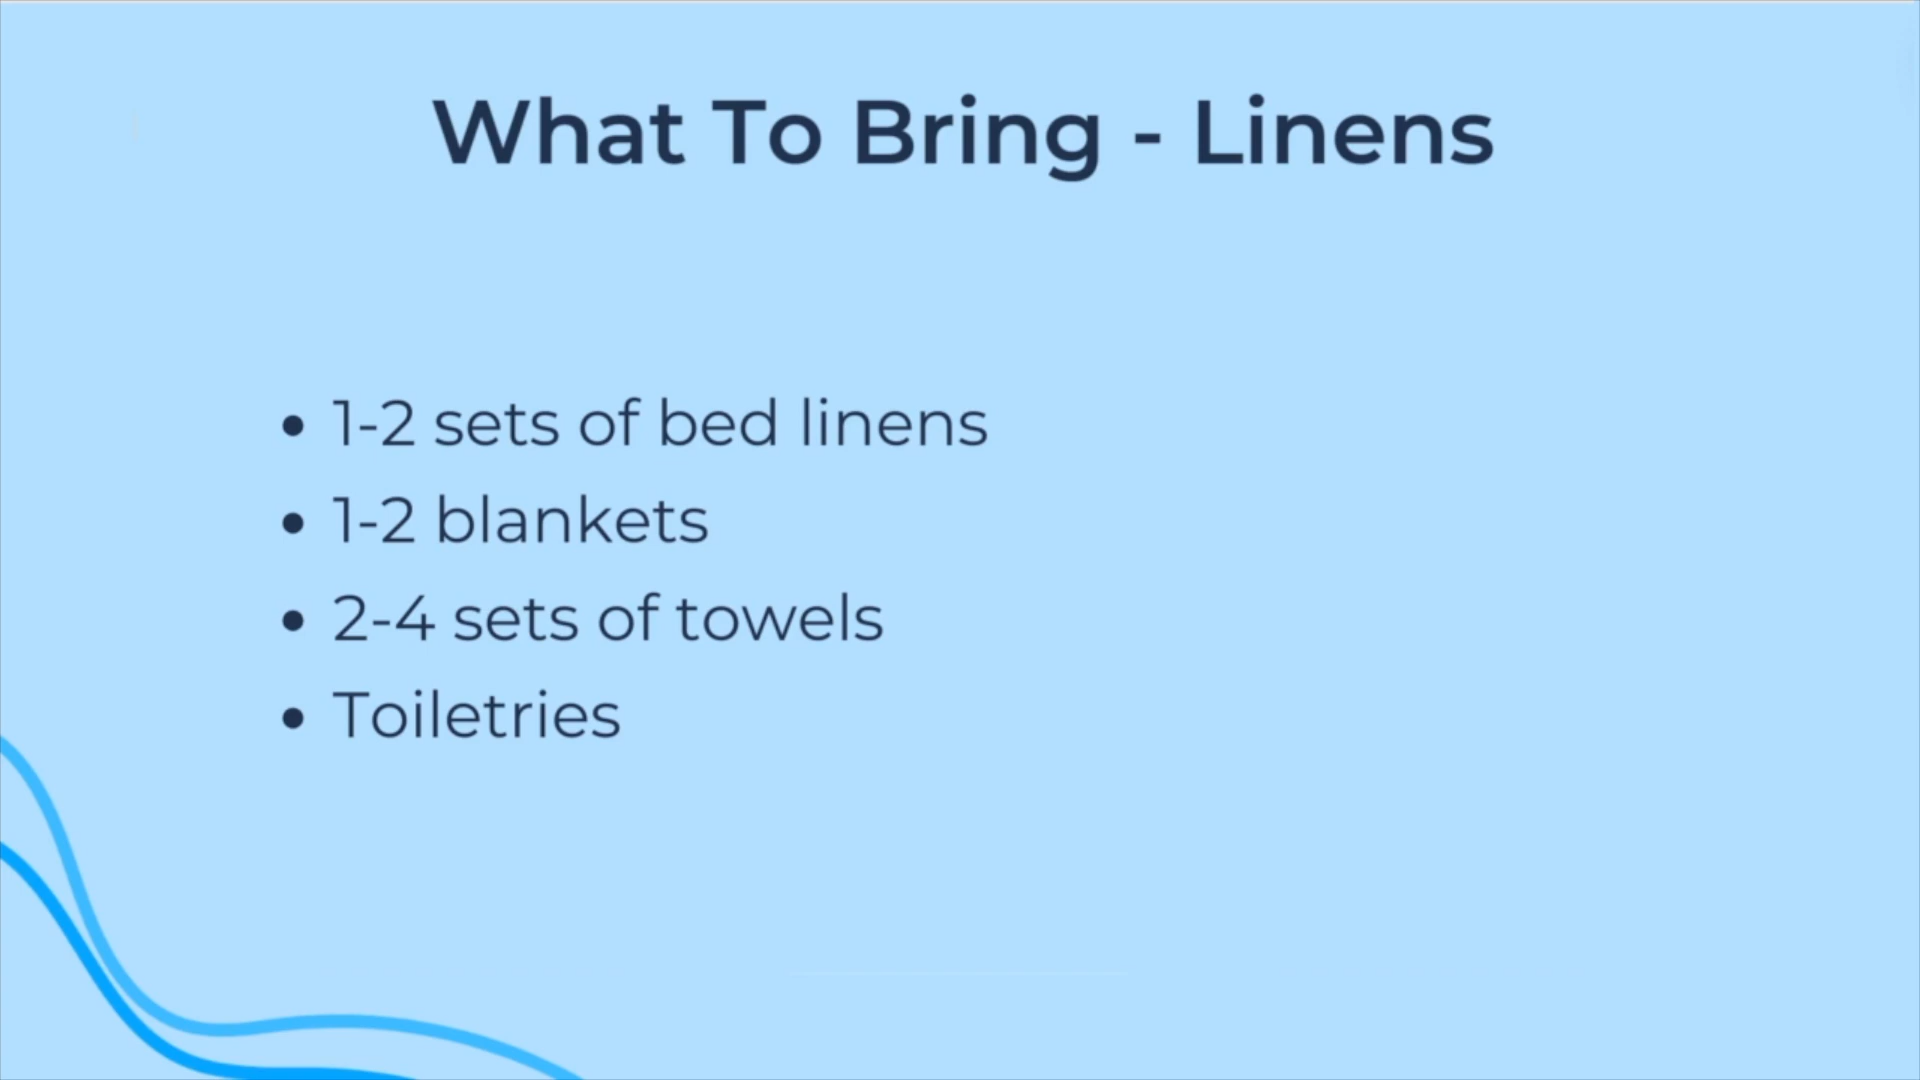 What To Bring - Linens
• 1-2 sets of bed linens
• 1-2 blankets
• 2-4 sets of towels
• Toiletries